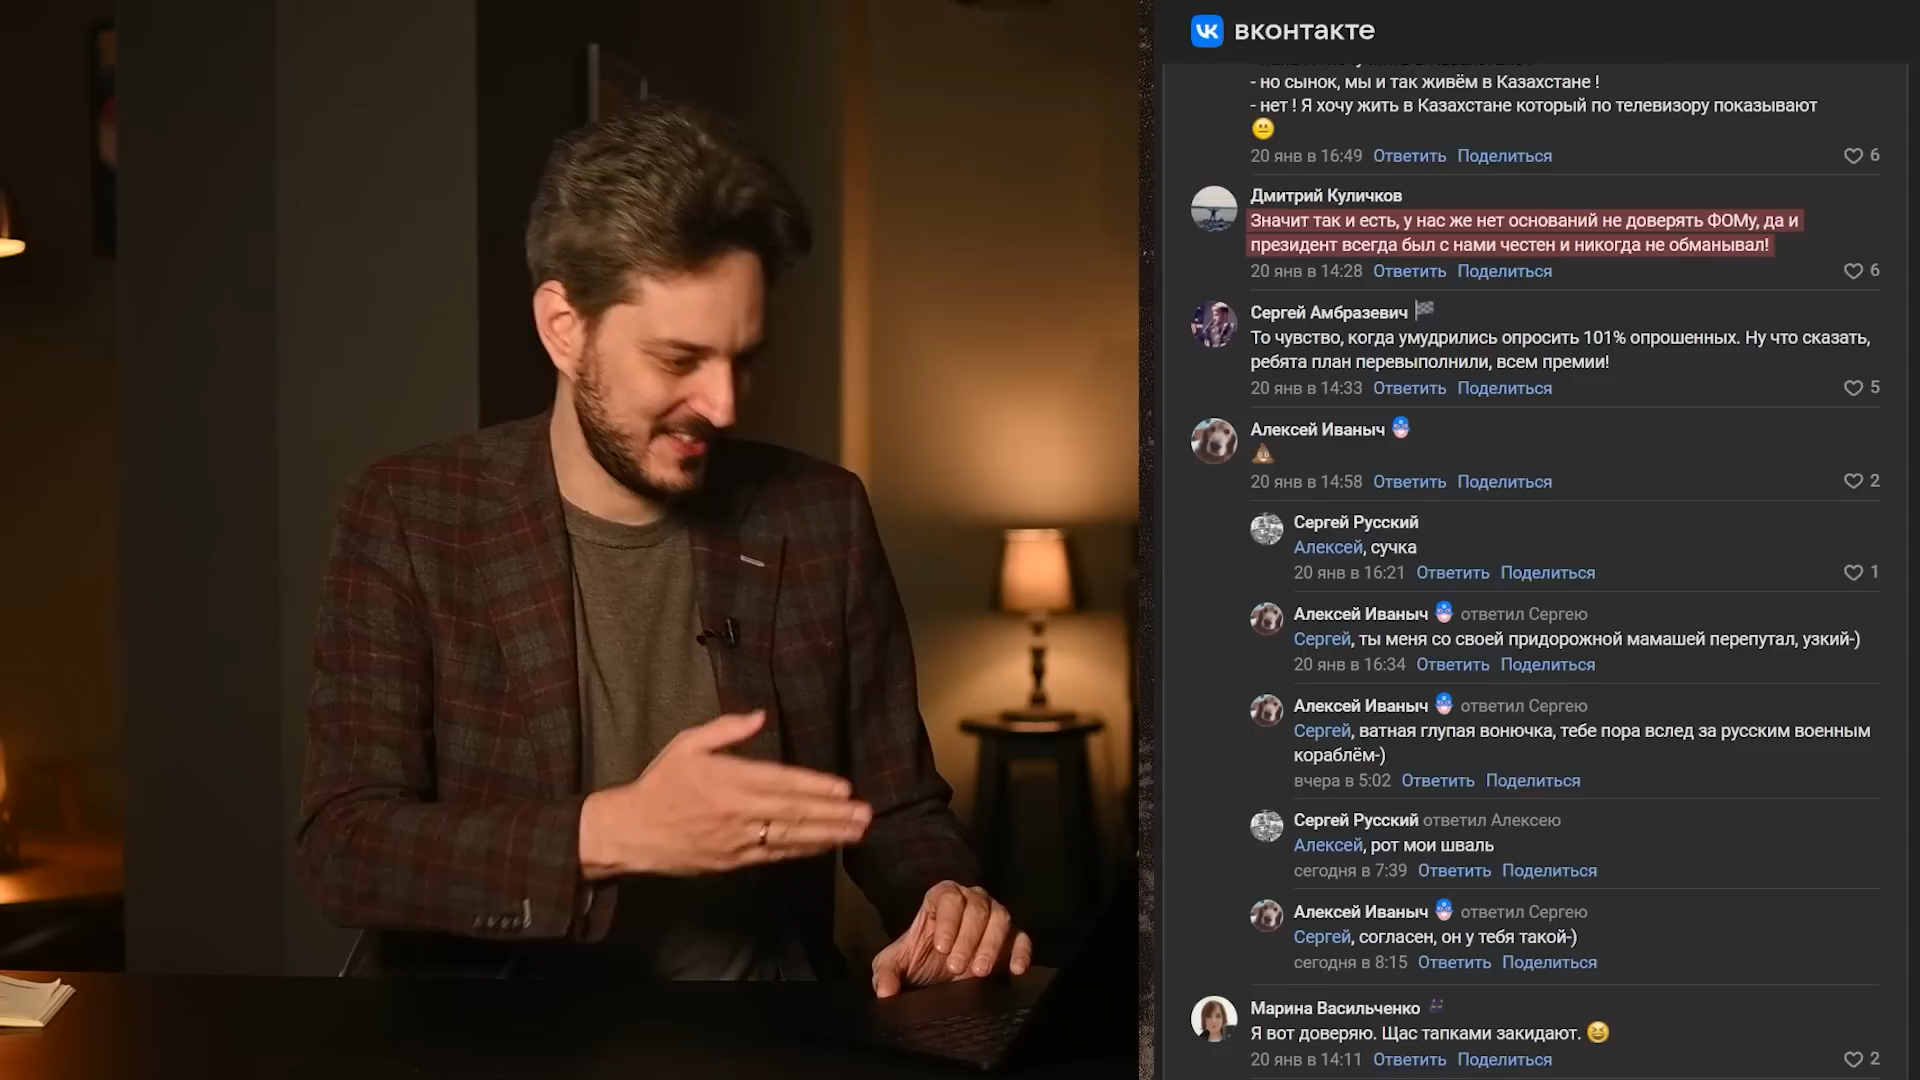 вконтакте
- но сынок, мы и так живём в Казахстане !
- нет ! Я хочу жить в Казахстане который по телевизору показывают
20 янв в 16:49 Ответить Поделиться 6
Дмитрий Куличков
Значит так и есть, у нас же нет оснований не доверять ФОМу, да и
президент всегда был с нами честен и никогда не обманывал!
20 янв в 14:28 Ответить Поделиться 6
Сергей Амбразевич
То чувство, когда умудрились опросить 101% опрошенных. Ну что сказать,
ребята план перевыполнили, всем премии!
20 янв в 14:33 Ответить Поделиться 5
Алексей Иваныч
20 янв в 14:58 Ответить Поделиться 2
Сергей Русский
Алексей, сучка
20 янв в 16:21 Ответить Поделиться 1
Алексей Иваныч ответил Сергею
Сергей, ты меня со своей придорожной мамашей перепутал, узкий-)
20 янв в 16:34 Ответить Поделиться
Алексей Иваныч ответил Сергею
Сергей, ватная глупая вонючка, тебе пора вслед за русским военным
кораблём-)
вчера в 5:02 Ответить Поделиться
Сергей Русский ответил Алексею
Алексей, рот мои шваль
сегодня в 7:39 Ответить Поделиться
Алексей Иваныч ответил Сергею
Сергей, согласен, он у тебя такой-)
сегодня в 8:15 Ответить Поделиться
Марина Васильченко
Я вот доверяю. Щас тапками закидают.
20 янв в 14:11 Ответить Поделиться 2